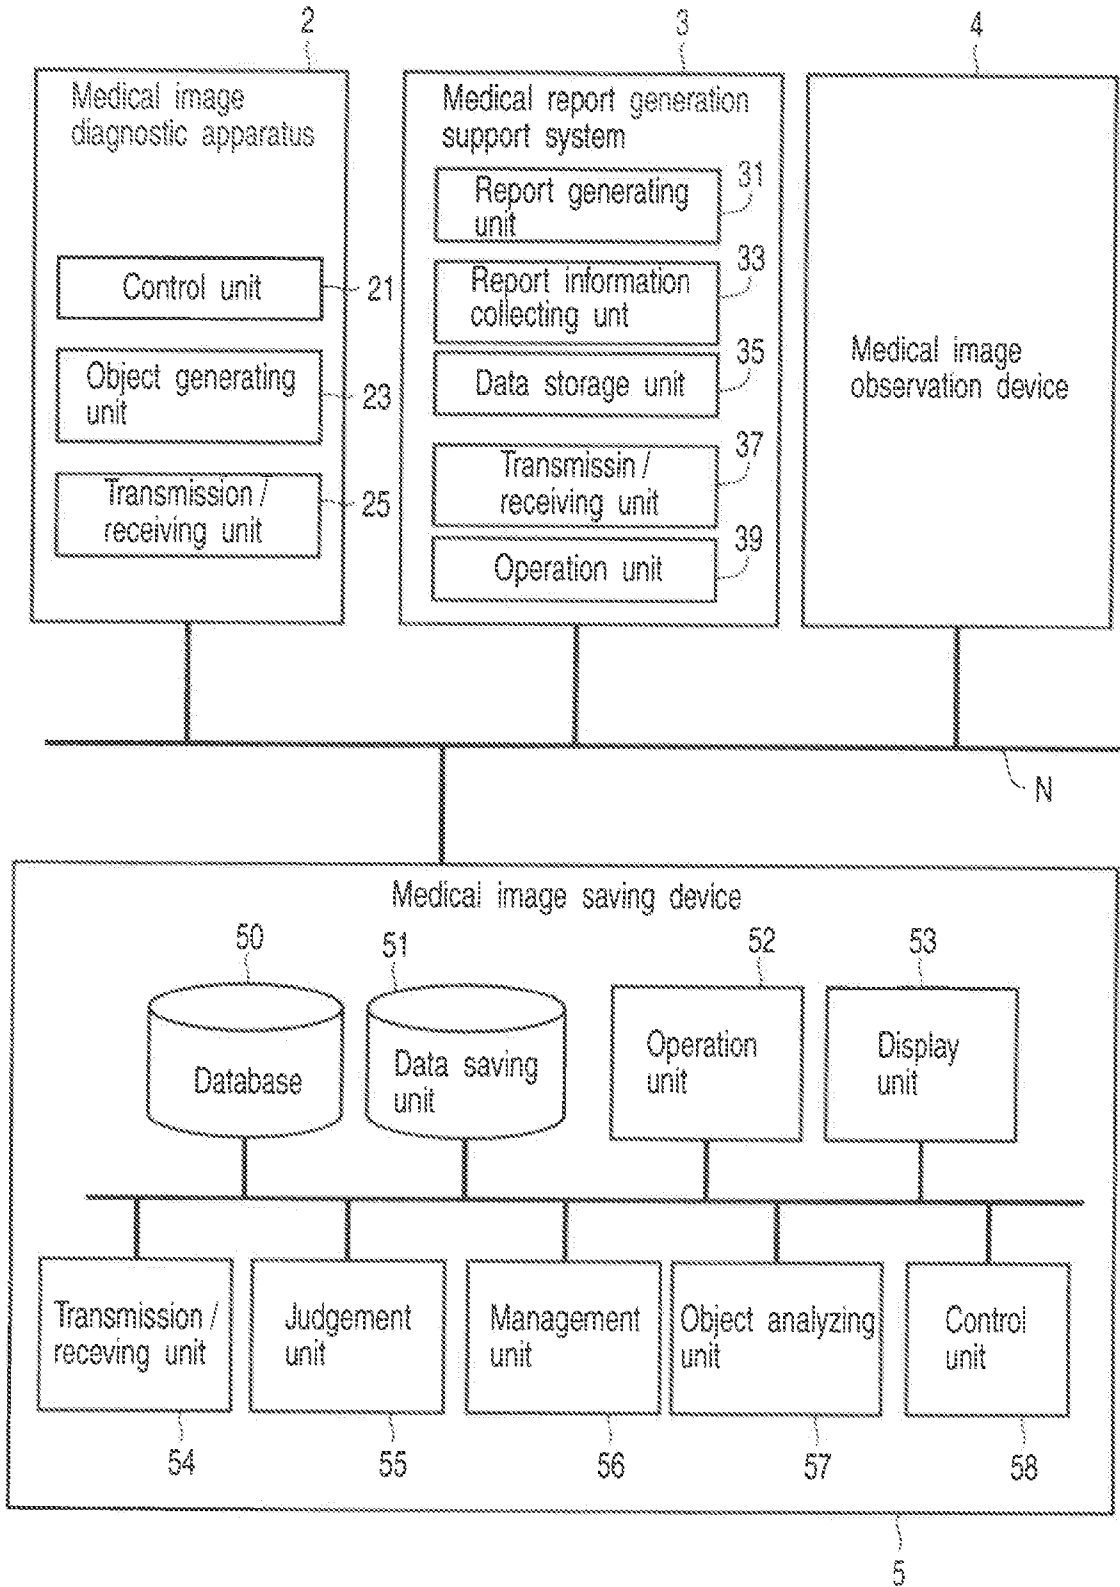 2
3
4
Medical image
diagnostic apparatus
Control unit
21
Object generating
unit
23
Transmission /
receiving unit
25
Medical report generation
support system
Report generating
unit
31
Report information
collecting unt
33
Data storage unit
35
Transmissin /
receiving unit
37
Operation unit
39
Medical image
observation device
N
Medical image saving device
50
51
52
53
Database
Data saving
unit
Operation
unit
Display
unit
Transmission /
receving unit
Judgement
unit
Management
unit
Object analyzing
unit
Control
unit
54
55
56
57
58
5